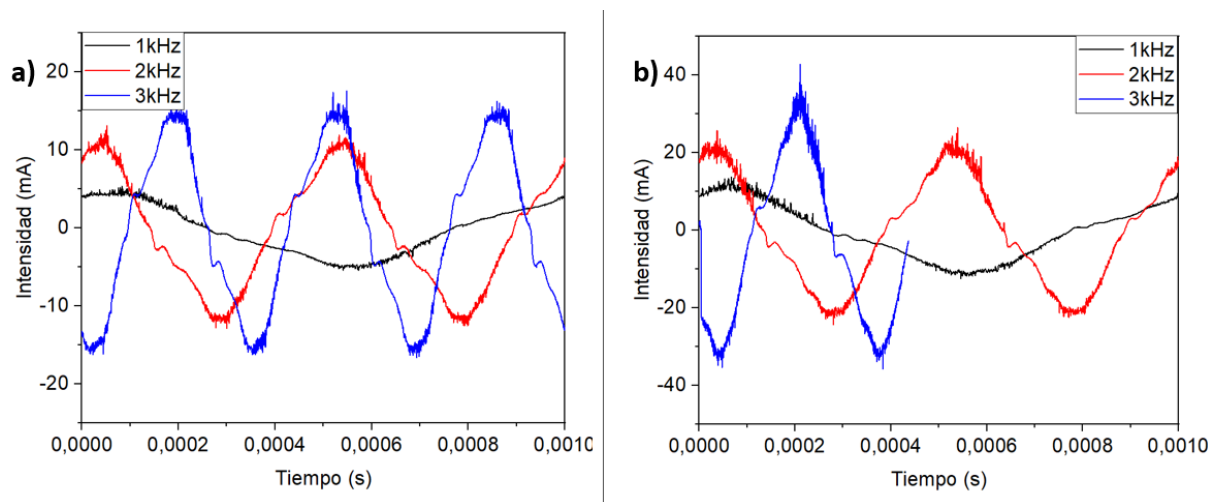 a)
1kHz
2kHz
3kHz
Intensidad (mA)
20
10
0
-10
-20
0,0000 0,0002 0,0004 0,0006 0,0008 0,0010
Tiempo (s)
b)
1kHz
2kHz
3kHz
Intensidad (mA)
40
20
0
-20
-40
0,0000 0,0002 0,0004 0,0006 0,0008 0,0010
Tiempo (s)